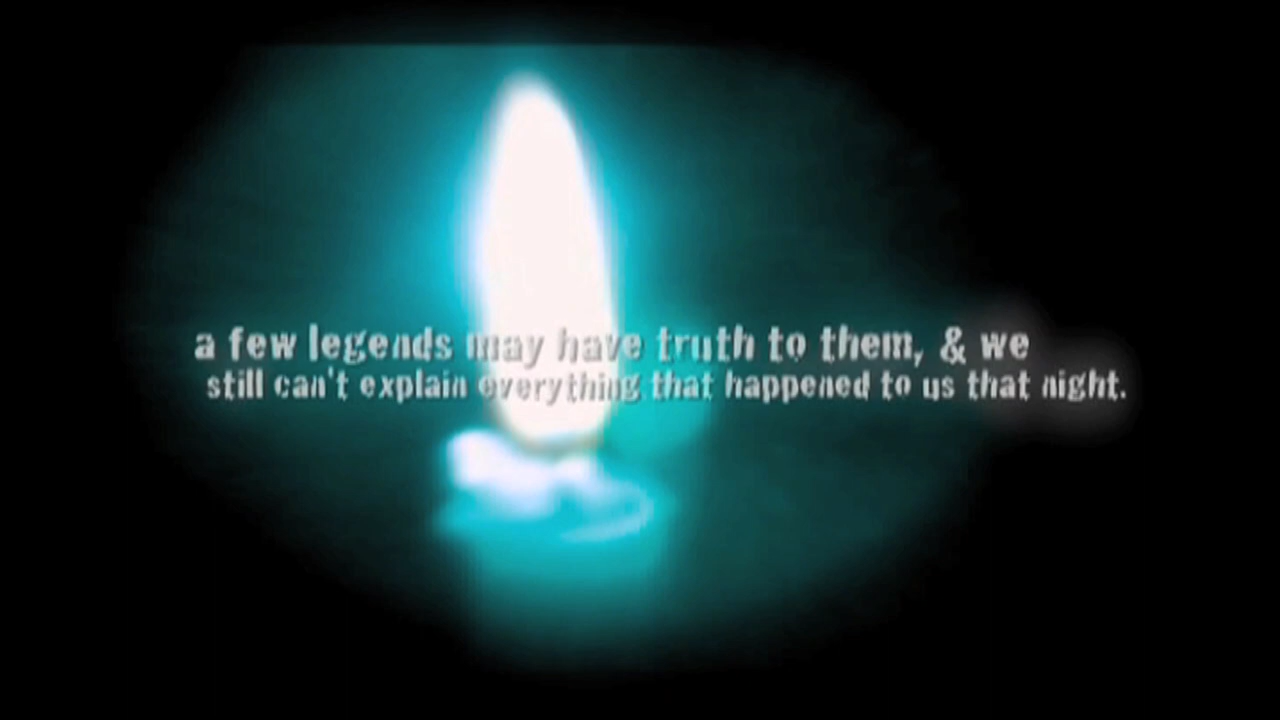 a few legends may have truth to them, & we
still can't explain everything that happened to us that night.